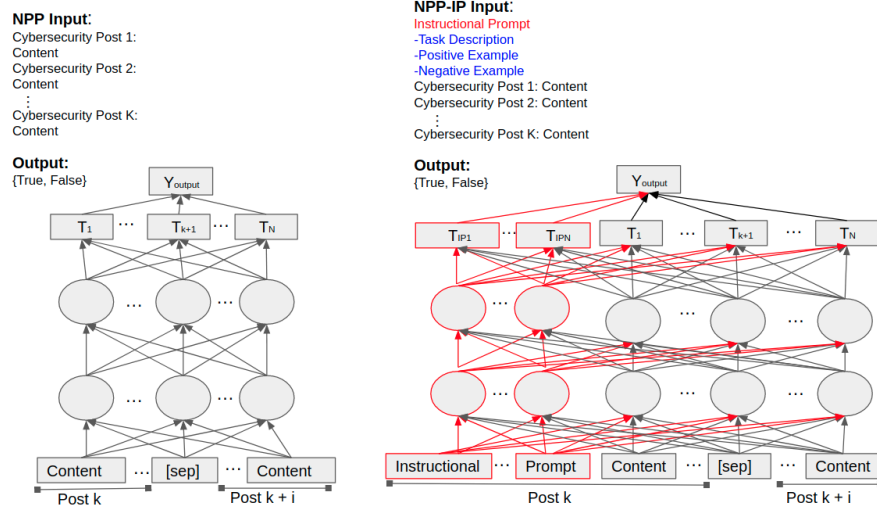 NPP Input:
Cybersecurity Post 1:
Content
Cybersecurity Post 2:
Content
⋮
Cybersecurity Post K:
Content
Output:
{True, False}
Youtput
T1 ... Tk+1 ... TN
... ...
... ...
Content ... [sep] ... Content
Post k Post k + i
NPP-IP Input:
Instructional Prompt
-Task Description
-Positive Example
-Negative Example
Cybersecurity Post 1: Content
Cybersecurity Post 2: Content
⋮
Cybersecurity Post K: Content
Output:
{True, False}
Youtput
TIP1 ... TIPN T1 ... Tk+1 ... TN
... ... ...
... ... ...
Instructional ... Prompt Content ... [sep] ... Content
Post k Post k + i